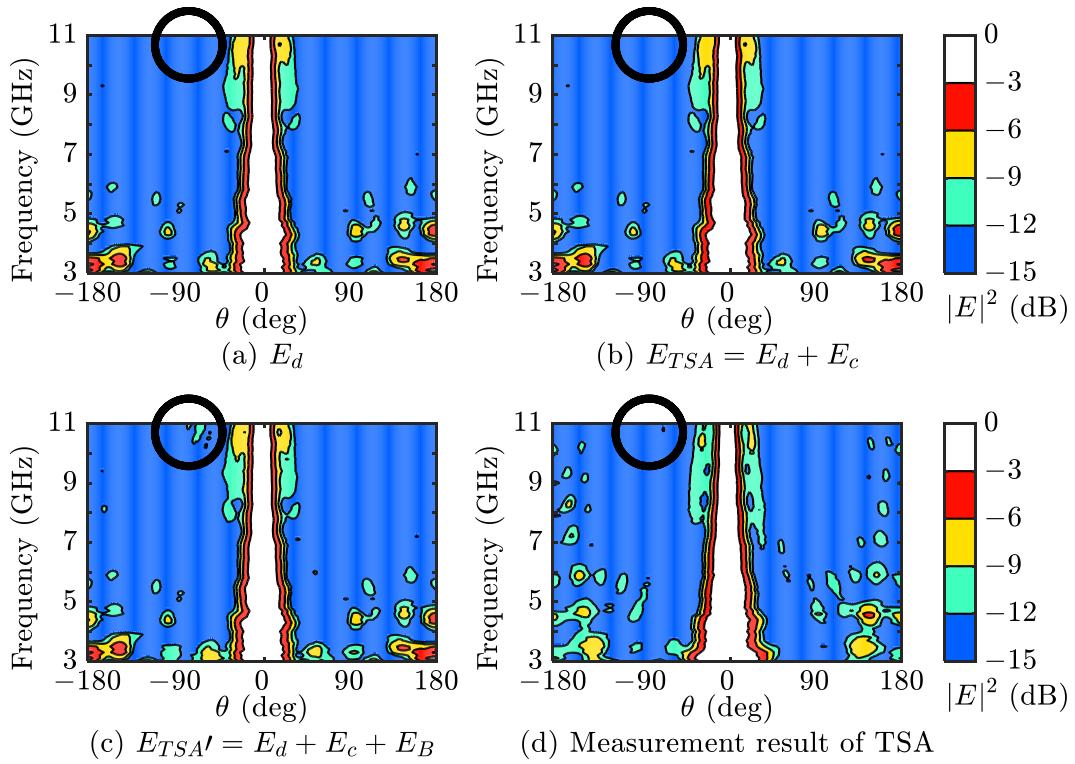 11
9
7
5
3
Frequency (GHz)
−180 −90 0 90 180
θ (deg)
(a) E_d
11
9
7
5
3
Frequency (GHz)
−180 −90 0 90 180
θ (deg)
(b) E_{TSA} = E_d + E_c
0
−3
−6
−9
−12
−15
|E|² (dB)
11
9
7
5
3
Frequency (GHz)
−180 −90 0 90 180
θ (deg)
(c) E_{TSA′} = E_d + E_c + E_B
11
9
7
5
3
Frequency (GHz)
−180 −90 0 90 180
θ (deg)
(d) Measurement result of TSA
0
−3
−6
−9
−12
−15
|E|² (dB)